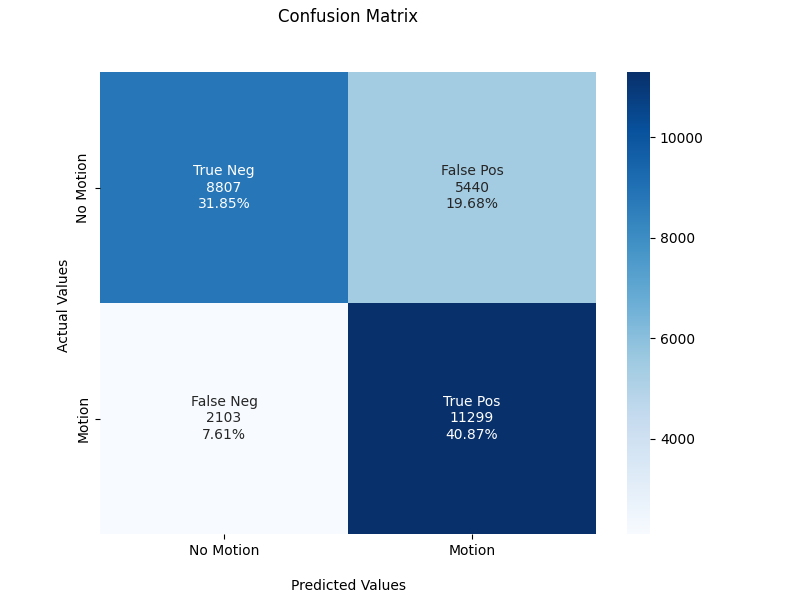 Confusion Matrix
No Motion
True Neg
8807
31.85%
False Pos
5440
19.68%
10000
8000
6000
4000
Actual Values
Motion
False Neg
2103
7.61%
True Pos
11299
40.87%
No Motion
Motion
Predicted Values